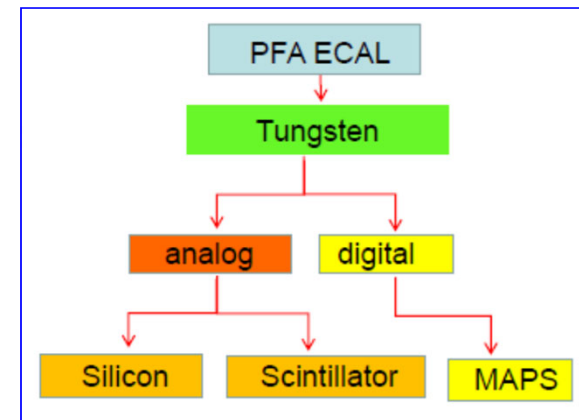 PFA ECAL
Tungsten
analog
digital
Silicon
Scintillator
MAPS